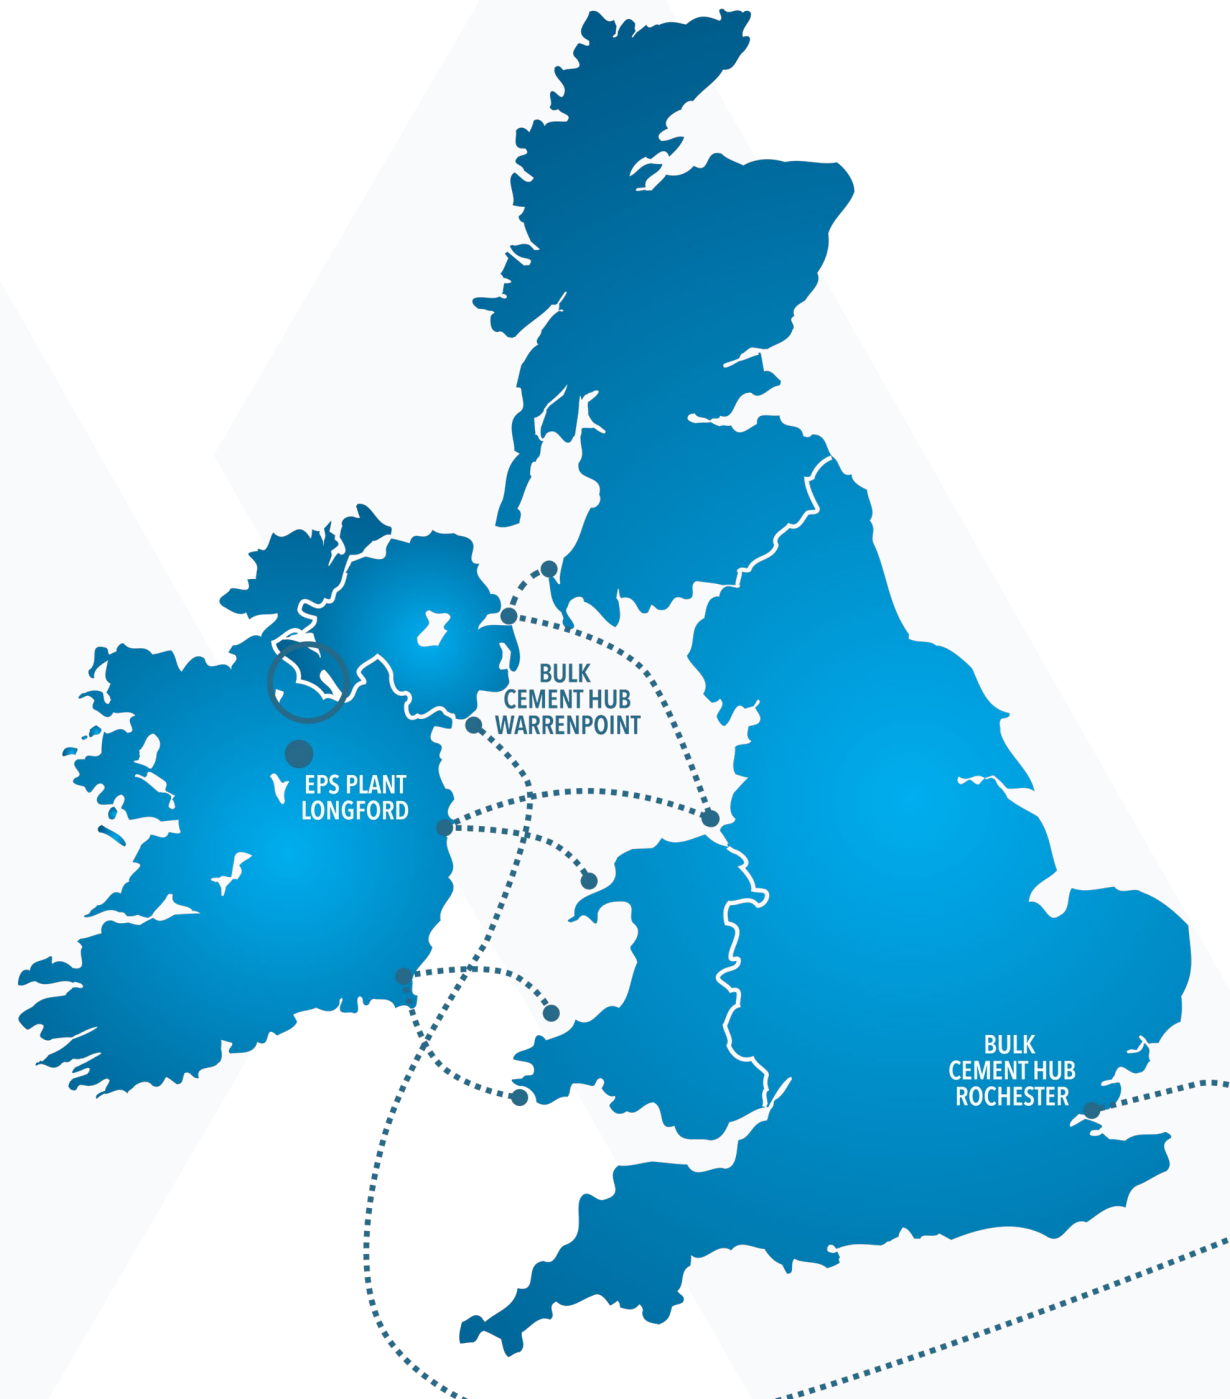 BULK
CEMENT HUB
WARRENPOINT
EPS PLANT
LONGFORD
BULK
CEMENT HUB
ROCHESTER